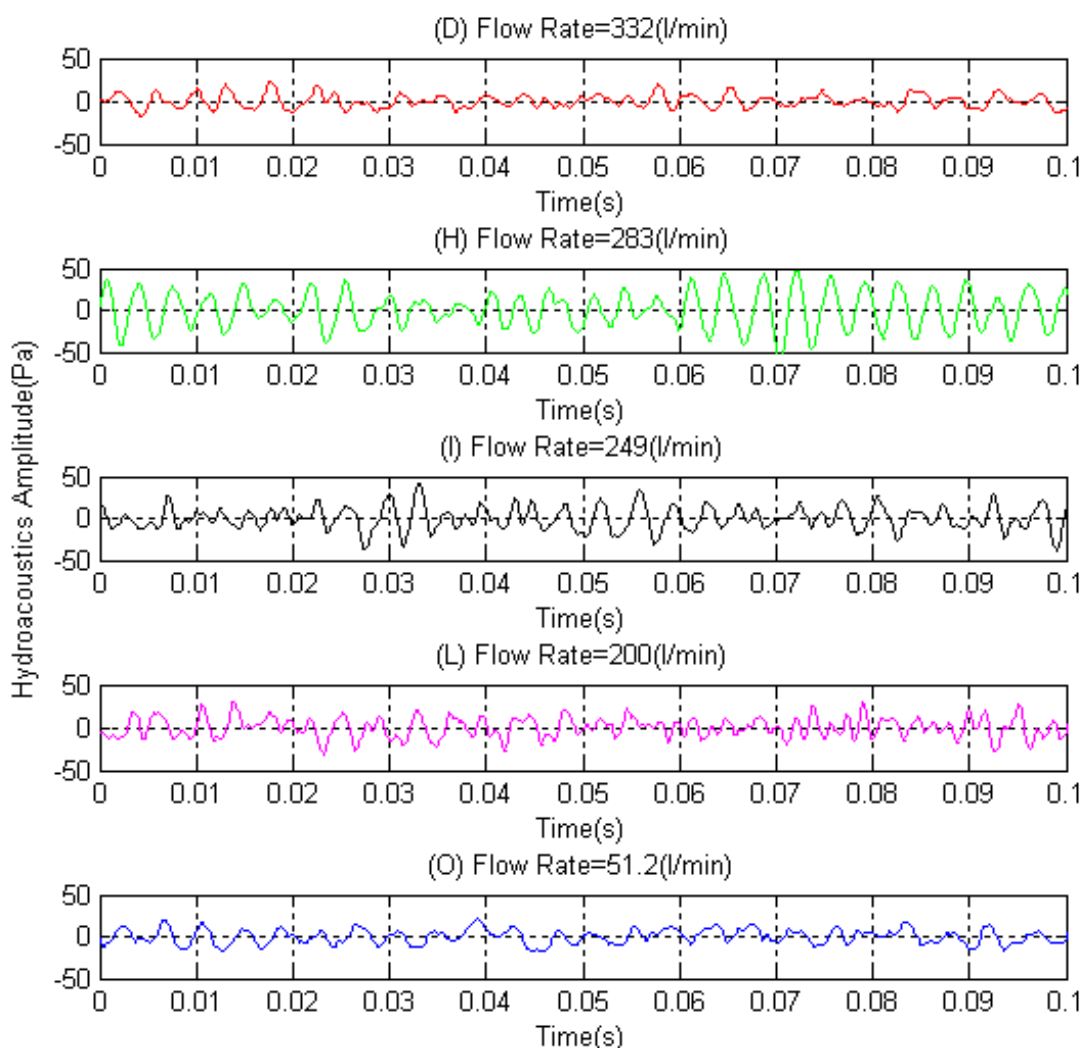 (D) Flow Rate=332(l/min)
50
0
-50
0 0.01 0.02 0.03 0.04 0.05 0.06 0.07 0.08 0.09 0.1
Time(s)
(H) Flow Rate=283(l/min)
50
0
-50
0 0.01 0.02 0.03 0.04 0.05 0.06 0.07 0.08 0.09 0.1
Time(s)
Hydroacoustics Amplitude(Pa)
(I) Flow Rate=249(l/min)
50
0
-50
0 0.01 0.02 0.03 0.04 0.05 0.06 0.07 0.08 0.09 0.1
Time(s)
(L) Flow Rate=200(l/min)
50
0
-50
0 0.01 0.02 0.03 0.04 0.05 0.06 0.07 0.08 0.09 0.1
Time(s)
(O) Flow Rate=51.2(l/min)
50
0
-50
0 0.01 0.02 0.03 0.04 0.05 0.06 0.07 0.08 0.09 0.1
Time(s)